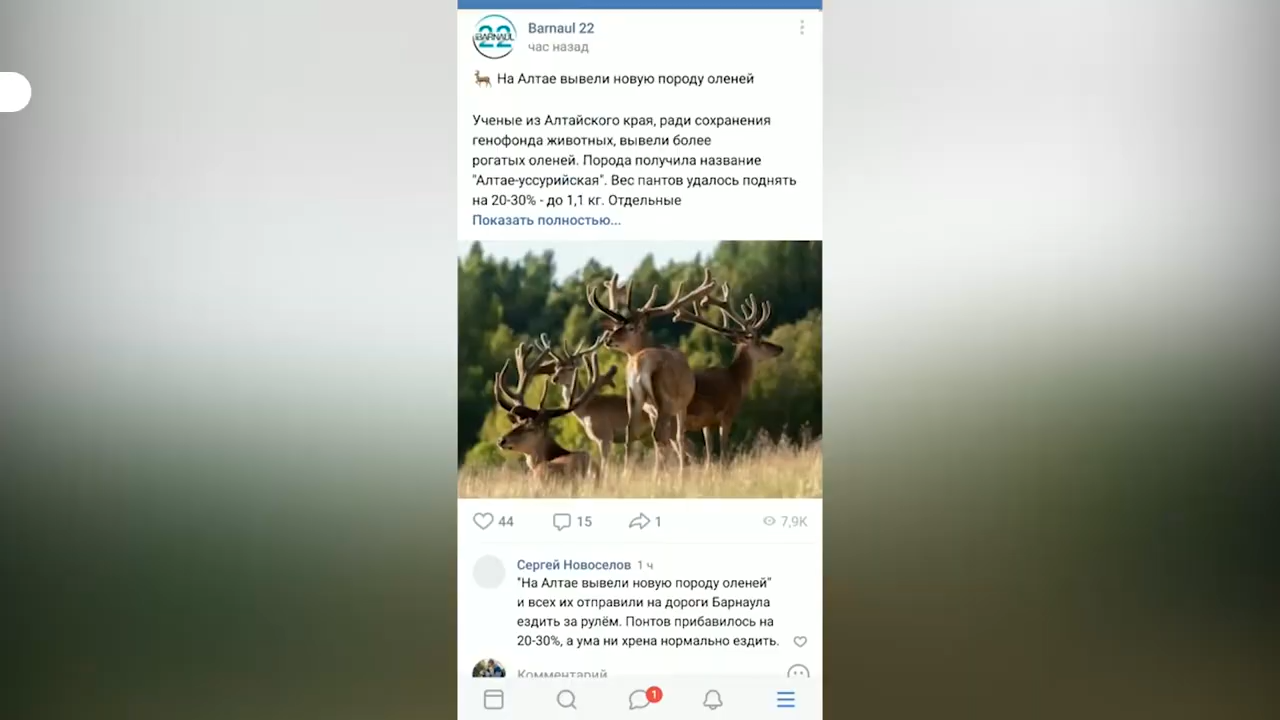 BARNAUL
22
Barnaul 22
час назад
На Алтае вывели новую породу оленей
Ученые из Алтайского края, ради сохранения
генофонда животных, вывели более
рогатых оленей. Порода получила название
"Алтае-уссурийская". Вес пантов удалось поднять
на 20-30% - до 1,1 кг. Отдельные
Показать полностью...
44
15
1
7,9K
Сергей Новоселов 1 ч
"На Алтае вывели новую породу оленей"
и всех их отправили на дороги Барнаула
ездить за рулём. Понтов прибавилось на
20-30%, а ума ни хрена нормально ездить.
Комментарий
1